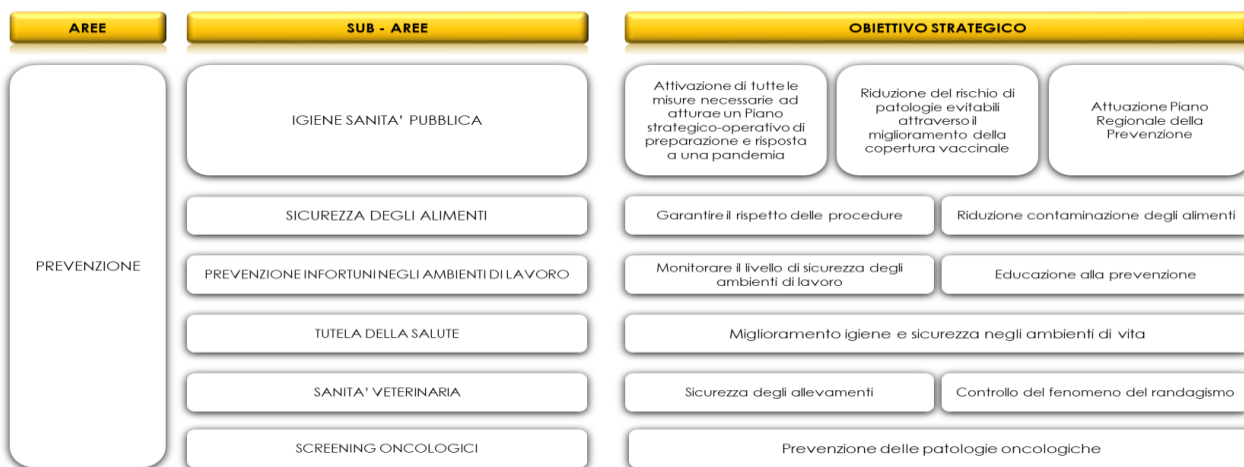 AREE
SUB - AREE
OBIETTIVO STRATEGICO
PREVENZIONE
IGIENE SANITA' PUBBLICA
Attivazione di tutte le
misure necessarie ad
atturae un Piano
strategico-operativo di
preparazione e risposta
a una pandemia
Riduzione del rischio di
patologie evitabili
attraverso il
miglioramento della
copertura vaccinale
Attuazione Piano
Regionale della
Prevenzione
SICUREZZA DEGLI ALIMENTI
Garantire il rispetto delle procedure
Riduzione contaminazione degli alimenti
PREVENZIONE INFORTUNI NEGLI AMBIENTI DI LAVORO
Monitorare il livello di sicurezza degli
ambienti di lavoro
Educazione alla prevenzione
TUTELA DELLA SALUTE
Miglioramento igiene e sicurezza negli ambienti di vita
SANITA' VETERINARIA
Sicurezza degli allevamenti
Controllo del fenomeno del randagismo
SCREENING ONCOLOGICI
Prevenzione delle patologie oncologiche